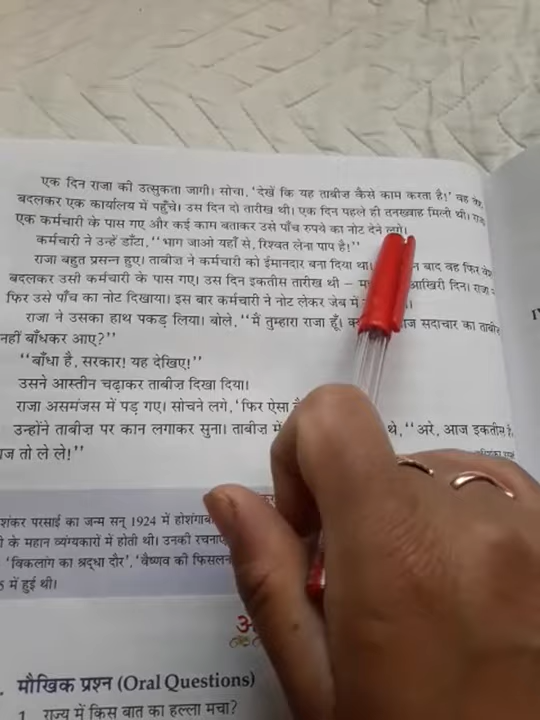 एक दिन राजा की उत्सुकता जागी। सोचा, 'देखें कि यह ताबीज़ कैसे काम करता है!' वह वेश
बदलकर एक कार्यालय में पहुँचे। उस दिन दो तारीख थी। एक दिन पहले ही तनख्वाह मिली थी। राजा
एक कर्मचारी के पास गए और कई काम बताकर उसे पाँच रुपये का नोट देने लगे।
कर्मचारी ने उन्हें डाँटा, "भाग जाओ यहाँ से, रिश्वत लेना पाप है!"
राजा बहुत प्रसन्न हुए। ताबीज़ ने कर्मचारी को ईमानदार बना दिया था। बाद वह फिर वेश
बदलकर उसी कर्मचारी के पास गए। उस दिन इकतीस तारीख थी – आखिरी दिन। राजा
फिर उसे पाँच का नोट दिखाया। इस बार कर्मचारी ने नोट लेकर जेब में
राजा ने उसका हाथ पकड़ लिया। बोले, "मैं तुम्हारा राजा हूँ। सदाचार का ताबीज़
नहीं बाँधकर आए?"
"बाँधा है, सरकार! यह देखिए!"
उसने आस्तीन चढ़ाकर ताबीज़ दिखा दिया।
राजा असमंजस में पड़ गए। सोचने लगे, 'फिर ऐसा
उन्होंने ताबीज़ पर कान लगाकर सुना। ताबीज़ में थे, "अरे, आज इकतीस है,
तो ले ले!"
परसाई का जन्म सन् 1924 में
के महान व्यंग्यकारों में होती थी। उनकी
'विकलांग का श्रद्धा दौर', 'वैष्णव की
में हुई थी।
मौखिक प्रश्न (Oral Questions)
1. राज्य में किस बात का हल्ला मचा?